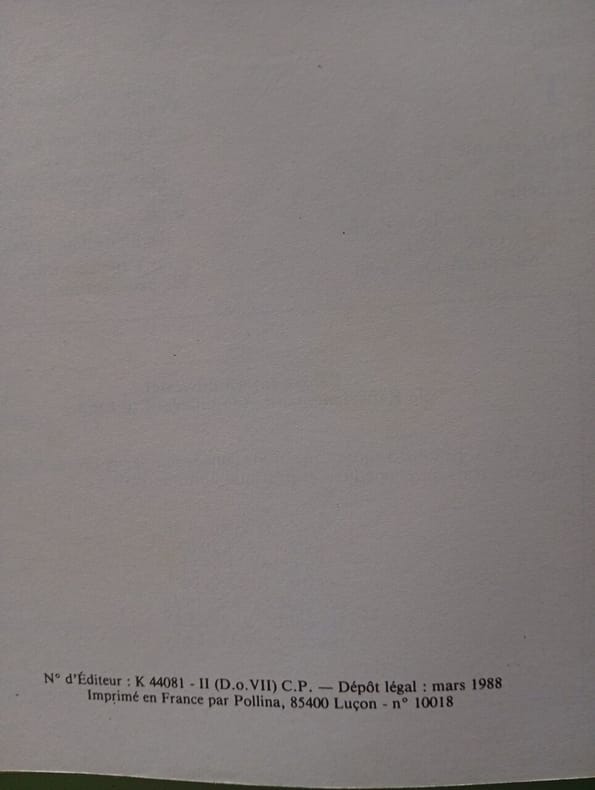 N° d'Éditeur : K 44081 - II (D.o.VII) C.P. — Dépôt légal : mars 1988
Imprimé en France par Pollina, 85400 Luçon - n° 10018